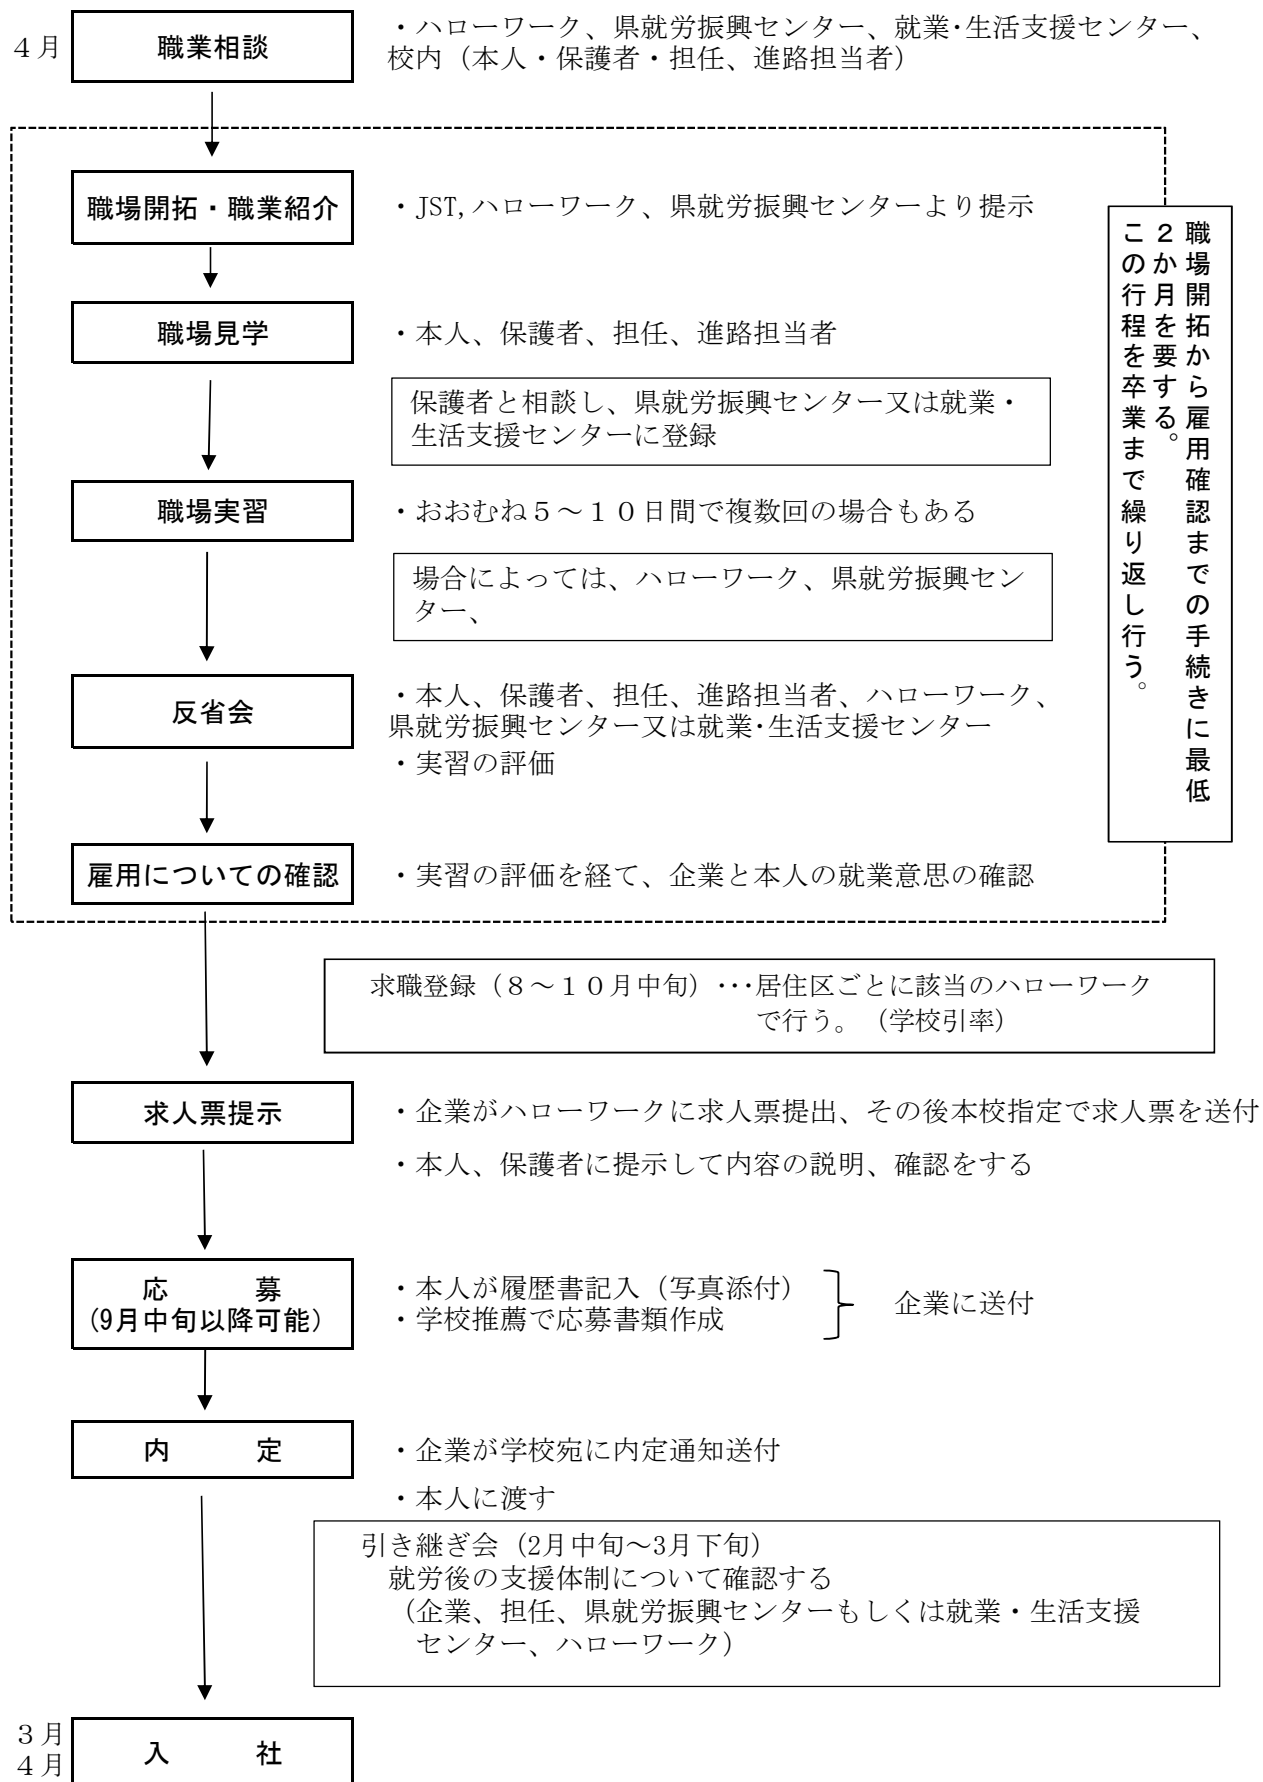 ４月
職業相談
・ハローワーク、県就労振興センター、就業･生活支援センター、
校内（本人・保護者・担任、進路担当者）
職場開拓・職業紹介
・JST,ハローワーク、県就労振興センターより提示
職場開拓から雇用確認までの手続きに最低
２か月を要する。
この行程を卒業まで繰り返し行う。
職場見学
・本人、保護者、担任、進路担当者
保護者と相談し、県就労振興センター又は就業・
生活支援センターに登録
職場実習
・おおむね５～１０日間で複数回の場合もある
場合によっては、ハローワーク、県就労振興セン
ター、
反省会
・本人、保護者、担任、進路担当者、ハローワーク、
県就労振興センター又は就業･生活支援センター
・実習の評価
雇用についての確認
・実習の評価を経て、企業と本人の就業意思の確認
求職登録（８～１０月中旬）･･･居住区ごとに該当のハローワーク
で行う。（学校引率）
求人票提示
・企業がハローワークに求人票提出、その後本校指定で求人票を送付
・本人、保護者に提示して内容の説明、確認をする
応　　　募
(9月中旬以降可能)
・本人が履歴書記入（写真添付）
・学校推薦で応募書類作成
企業に送付
内　　　定
・企業が学校宛に内定通知送付
・本人に渡す
引き継ぎ会（2月中旬～3月下旬）
就労後の支援体制について確認する
（企業、担任、県就労振興センターもしくは就業・生活支援
センター、ハローワーク）
３月
４月
入　　　社